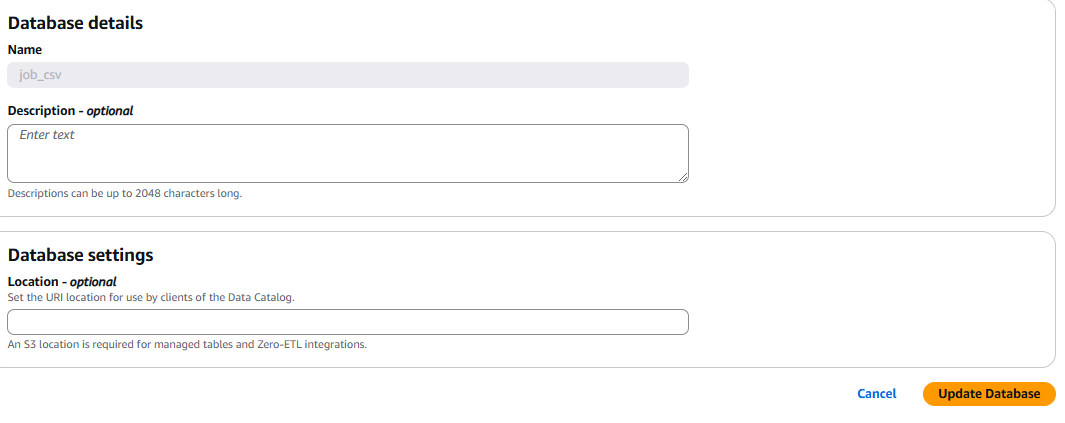 Database details
Name
job_csv
Description - optional
Enter text
Descriptions can be up to 2048 characters long.
Database settings
Location - optional
Set the URI location for use by clients of the Data Catalog.
An S3 location is required for managed tables and Zero-ETL integrations.
Cancel
Update Database